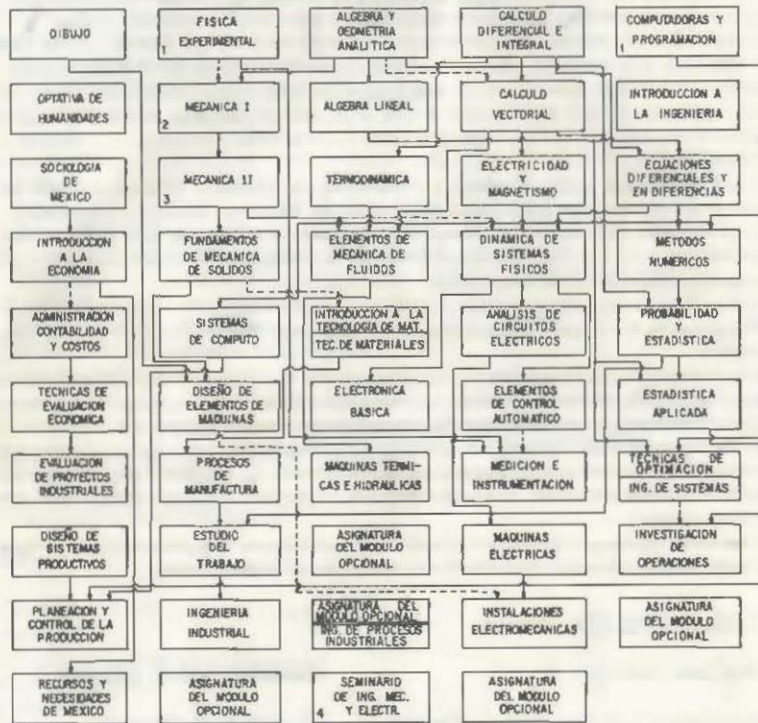 DIBUJO
1 FISICA
EXPERIMENTAL
ALGEBRA Y
GEOMETRIA
ANALITICA
CALCULO
DIFERENCIAL E
INTEGRAL
1 COMPUTADORAS Y
PROGRAMACION
OPTATIVA DE
HUMANIDADES
MECANICA I
2
ALGEBRA LINEAL
CALCULO
VECTORIAL
INTRODUCCION A
LA INGENIERIA
SOCIOLOGIA
DE
MEXICO
MECANICA II
3
TERMODINAMICA
ELECTRICIDAD
Y
MAGNETISMO
ECUACIONES
DIFERENCIALES Y
EN DIFERENCIAS
INTRODUCCION
A LA
ECONOMIA
FUNDAMENTOS
DE MECANICA
DE SOLIDOS
ELEMENTOS DE
MECANICA DE
FLUIDOS
DINAMICA DE
SISTEMAS
FISICOS
METODOS
NUMERICOS
ADMINISTRACION
CONTABILIDAD
Y COSTOS
SISTEMAS
DE COMPUTO
INTRODUCCION A LA
TECNOLOGIA DE MAT.
TEC. DE MATERIALES
ANALISIS DE
CIRCUITOS
ELECTRICOS
PROBABILIDAD
Y
ESTADISTICA
TECNICAS DE
EVALUACION
ECONOMICA
DISEÑO DE
ELEMENTOS DE
MAQUINAS
ELECTRONICA
BASICA
ELEMENTOS
DE CONTROL
AUTOMATICO
ESTADISTICA
APLICADA
EVALUACION
DE PROYECTOS
INDUSTRIALES
PROCESOS
DE
MANUFACTURA
MAQUINAS TERMI-
CAS E HIDRAULICAS
MEDICION E
INSTRUMENTACION
TECNICAS DE
OPTIMACION
ING. DE SISTEMAS
DISEÑO DE
SISTEMAS
PRODUCTIVOS
ESTUDIO
DEL
TRABAJO
ASIGNATURA
DEL MODULO
OPCIONAL
MAQUINAS
ELECTRICAS
INVESTIGACION
DE
OPERACIONES
PLANEACION Y
CONTROL DE LA
PRODUCCION
INGENIERIA
INDUSTRIAL
ASIGNATURA DEL
MODULO OPCIONAL
ING. DE PROCESOS
INDUSTRIALES
INSTALACIONES
ELECTROMECANICAS
ASIGNATURA
DEL MODULO
OPCIONAL
RECURSOS Y
NECESIDADES
DE MEXICO
ASIGNATURA
DEL MODULO
OPCIONAL
SEMINARIO
DE ING. MEC.
4 Y ELECTR.
ASIGNATURA
DEL MODULO
OPCIONAL